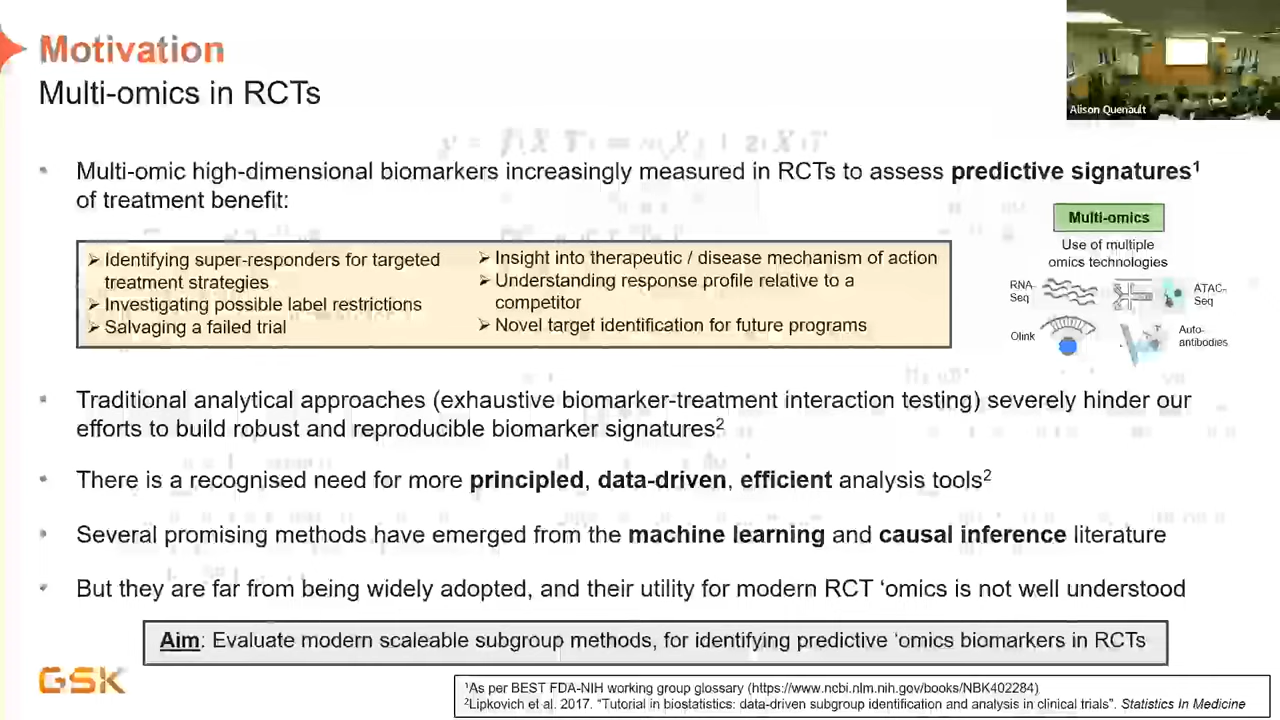 Motivation
Multi-omics in RCTs
Alison Quenault
• Multi-omic high-dimensional biomarkers increasingly measured in RCTs to assess predictive signatures¹
of treatment benefit:
➢ Identifying super-responders for targeted
treatment strategies
➢ Investigating possible label restrictions
➢ Salvaging a failed trial
➢ Insight into therapeutic / disease mechanism of action
➢ Understanding response profile relative to a
competitor
➢ Novel target identification for future programs
Multi-omics
Use of multiple
omics technologies
RNA-
Seq
ATAC-
Seq
Olink
Auto-
antibodies
• Traditional analytical approaches (exhaustive biomarker-treatment interaction testing) severely hinder our
efforts to build robust and reproducible biomarker signatures²
• There is a recognised need for more principled, data-driven, efficient analysis tools²
• Several promising methods have emerged from the machine learning and causal inference literature
• But they are far from being widely adopted, and their utility for modern RCT ‘omics is not well understood
Aim: Evaluate modern scaleable subgroup methods, for identifying predictive ‘omics biomarkers in RCTs
GSK
¹As per BEST FDA-NIH working group glossary (https://www.ncbi.nlm.nih.gov/books/NBK402284)
²Lipkovich et al. 2017. “Tutorial in biostatistics: data-driven subgroup identification and analysis in clinical trials”. Statistics In Medicine